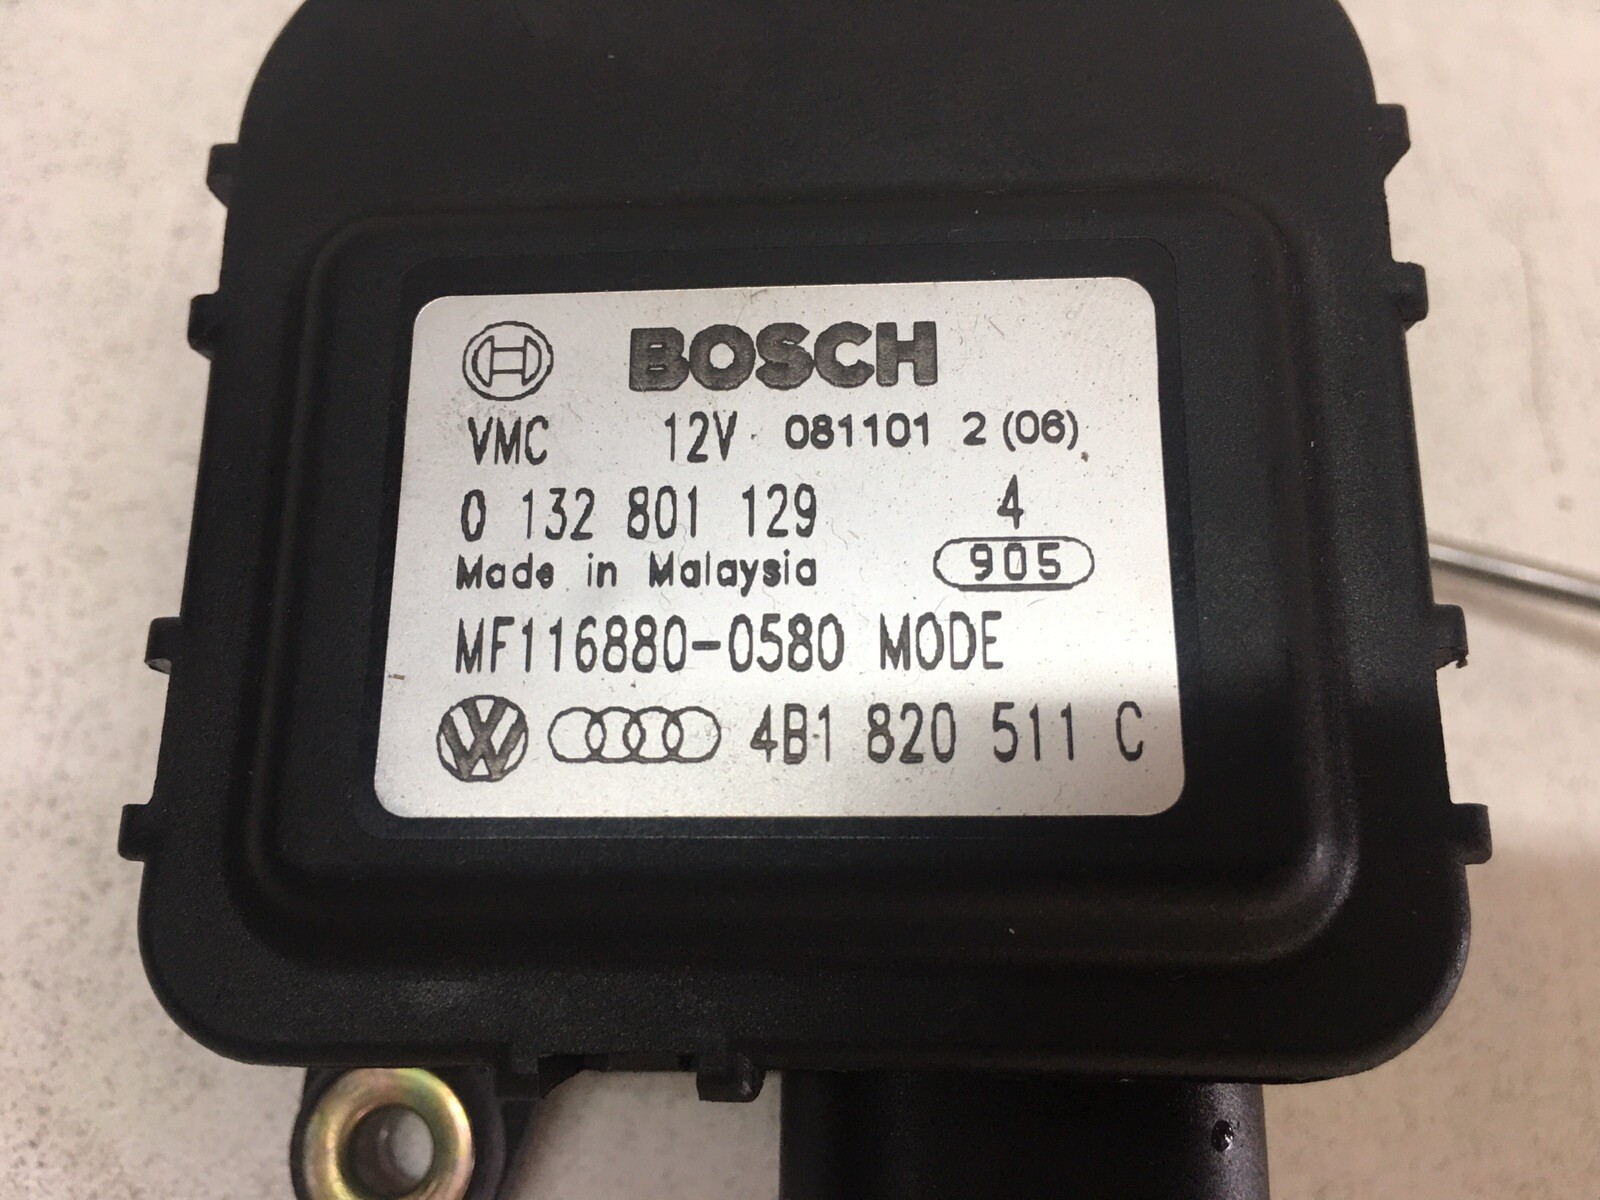 BOSCH
VMC 12V 081101 2 (06)
0 132 801 129 4
Made in Malaysia 905
MF116880-0580 MODE
4B1 820 511 C